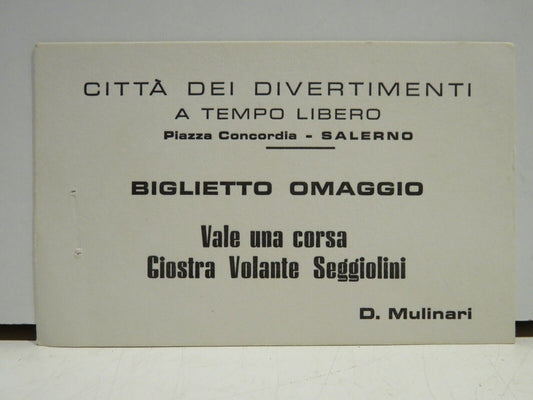 CITTÀ DEI DIVERTIMENTI
A TEMPO LIBERO
Piazza Concordia - SALERNO
BIGLIETTO OMAGGIO
Vale una corsa
Giostra Volante Seggiolini
D. Mulinari